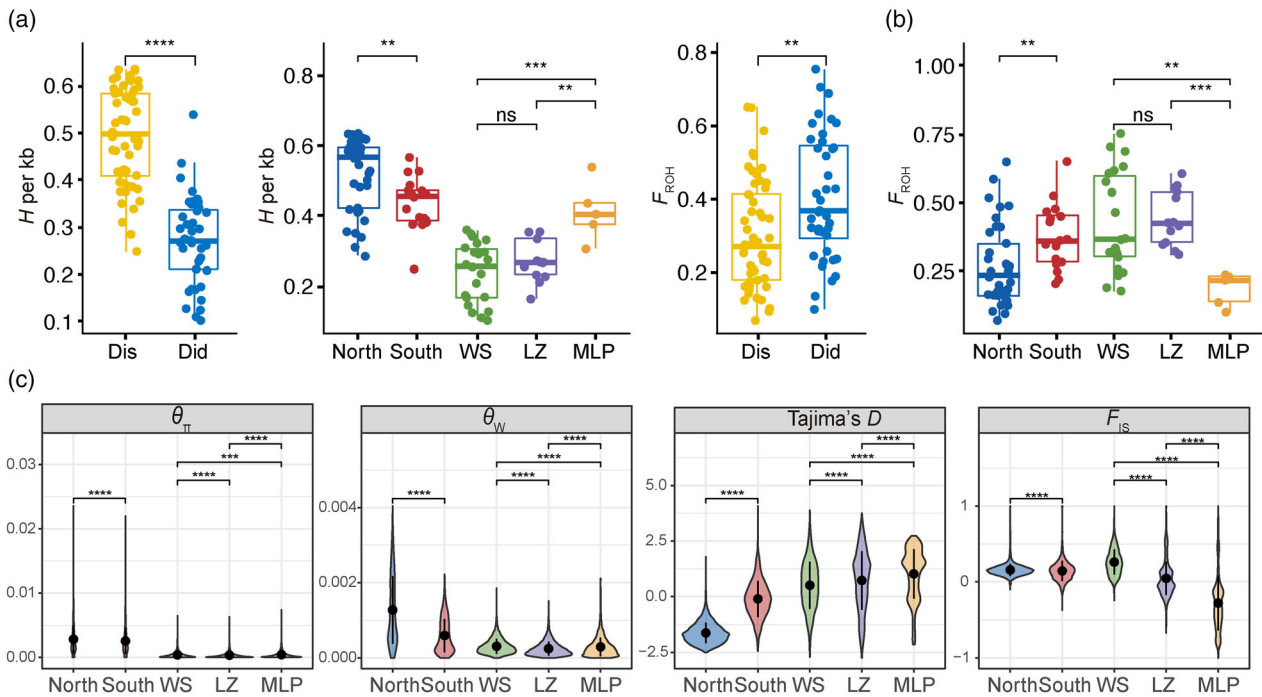 (a)
(b)
****
0.6
0.5
0.4
0.3
0.2
0.1
H per kb
Dis Did
**
***
**
ns
0.8
0.6
0.4
0.2
H per kb
North South WS LZ MLP
**
0.8
0.6
0.4
0.2
F_ROH
Dis Did
**
**
***
ns
1.00
0.75
0.50
0.25
F_ROH
North South WS LZ MLP
(c)
θ_π
****
***
****
****
0.03
0.02
0.01
0.00
North South WS LZ MLP
θ_W
****
****
****
****
0.004
0.002
0.000
North South WS LZ MLP
Tajima's D
****
****
****
****
5.0
2.5
0.0
−2.5
North South WS LZ MLP
F_IS
****
****
****
****
1
0
−1
North South WS LZ MLP